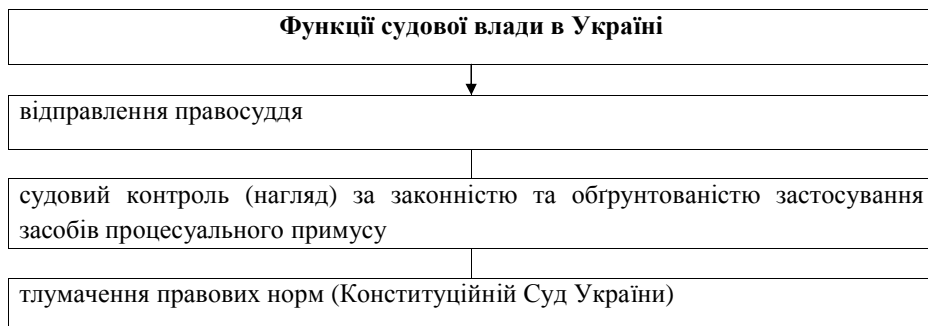 Функції судової влади в Україні
відправлення правосуддя
судовий контроль (нагляд) за законністю та обґрунтованістю застосування
засобів процесуального примусу
тлумачення правових норм (Конституційній Суд України)